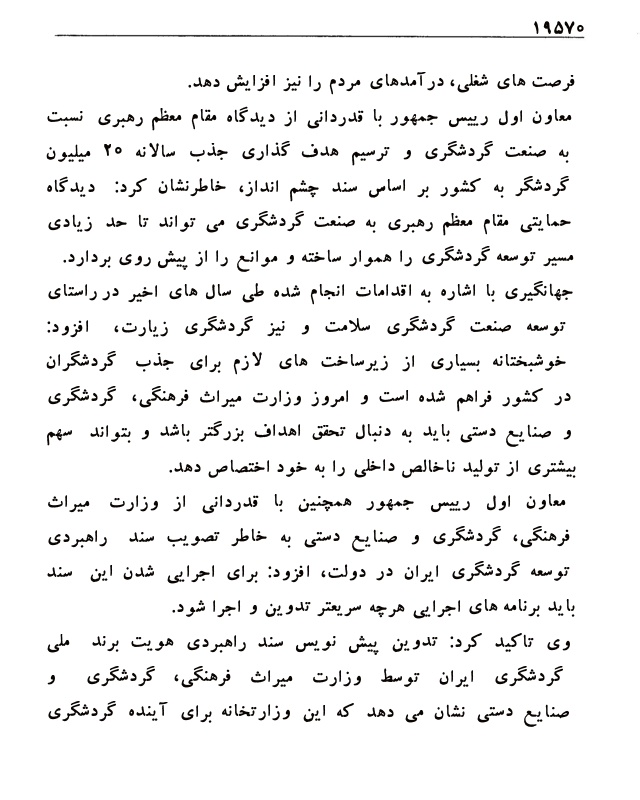 ۱۹۵۷۰
فرصت های شغلی، درآمدهای مردم را نیز افزایش دهد.
معاون اول رییس جمهور با قدردانی از دیدگاه مقام معظم رهبری نسبت
به صنعت گردشگری و ترسیم هدف گذاری جذب سالانه ۲۰ میلیون
گردشگر به کشور بر اساس سند چشم انداز، خاطرنشان کرد: دیدگاه
حمایتی مقام معظم رهبری به صنعت گردشگری می تواند تا حد زیادی
مسیر توسعه گردشگری را هموار ساخته و موانع را از پیش روی بردارد.
جهانگیری با اشاره به اقدامات انجام شده طی سال های اخیر در راستای
توسعه صنعت گردشگری سلامت و نیز گردشگری زیارت، افزود:
خوشبختانه بسیاری از زیرساخت های لازم برای جذب گردشگران
در کشور فراهم شده است و امروز وزارت میراث فرهنگی، گردشگری
و صنایع دستی باید به دنبال تحقق اهداف بزرگتر باشد و بتواند سهم
بیشتری از تولید ناخالص داخلی را به خود اختصاص دهد.
معاون اول رییس جمهور همچنین با قدردانی از وزارت میراث
فرهنگی، گردشگری و صنایع دستی به خاطر تصویب سند راهبردی
توسعه گردشگری ایران در دولت، افزود: برای اجرایی شدن این سند
باید برنامه های اجرایی هرچه سریعتر تدوین و اجرا شود.
وی تاکید کرد: تدوین پیش نویس سند راهبردی هویت برند ملی
گردشگری ایران توسط وزارت میراث فرهنگی، گردشگری و
صنایع دستی نشان می دهد که این وزارتخانه برای آینده گردشگری